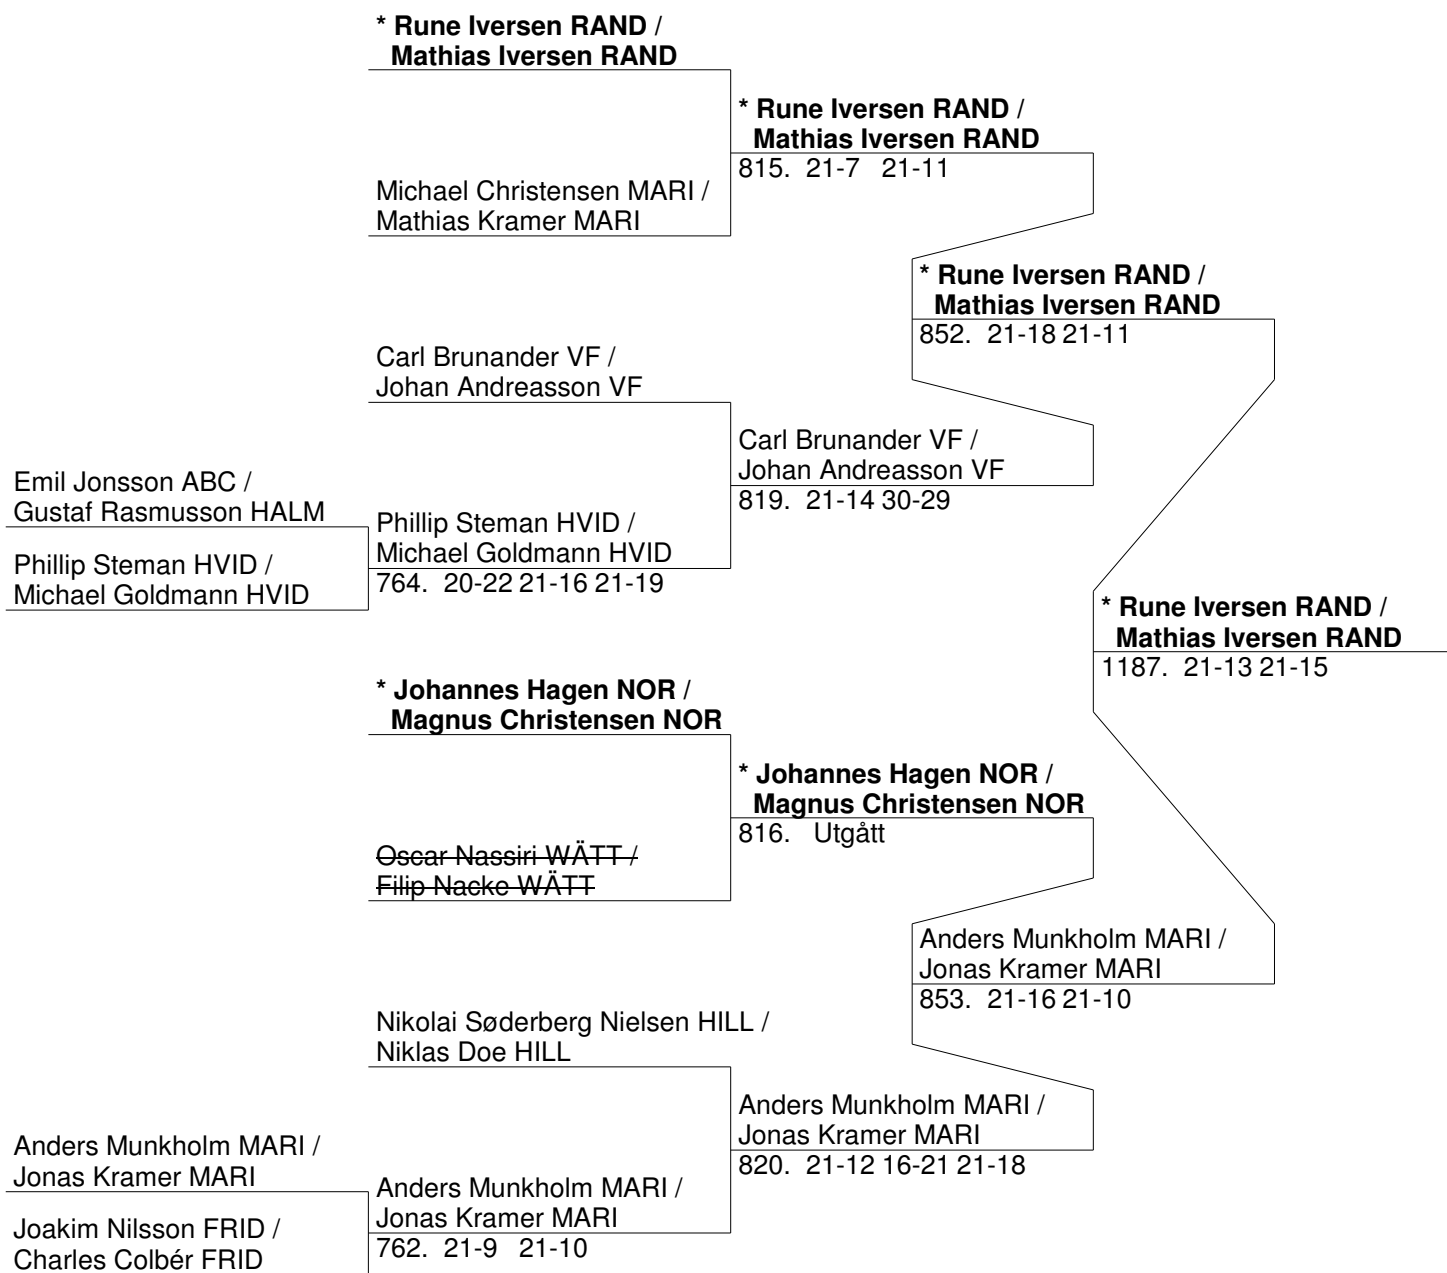 * Rune Iversen RAND /
Mathias Iversen RAND
* Rune Iversen RAND /
Mathias Iversen RAND
815. 21-7 21-11
Michael Christensen MARI /
Mathias Kramer MARI
* Rune Iversen RAND /
Mathias Iversen RAND
852. 21-18 21-11
Carl Brunander VF /
Johan Andreasson VF
Carl Brunander VF /
Johan Andreasson VF
819. 21-14 30-29
Emil Jonsson ABC /
Gustaf Rasmusson HALM
Phillip Steman HVID /
Michael Goldmann HVID
764. 20-22 21-16 21-19
Phillip Steman HVID /
Michael Goldmann HVID
* Rune Iversen RAND /
Mathias Iversen RAND
1187. 21-13 21-15
* Johannes Hagen NOR /
Magnus Christensen NOR
* Johannes Hagen NOR /
Magnus Christensen NOR
816. Utgått
Oscar Nassiri WÄTT /
Filip Nacke WÄTT
Anders Munkholm MARI /
Jonas Kramer MARI
853. 21-16 21-10
Nikolai Søderberg Nielsen HILL /
Niklas Doe HILL
Anders Munkholm MARI /
Jonas Kramer MARI
820. 21-12 16-21 21-18
Anders Munkholm MARI /
Jonas Kramer MARI
Anders Munkholm MARI /
Jonas Kramer MARI
762. 21-9 21-10
Joakim Nilsson FRID /
Charles Colbér FRID